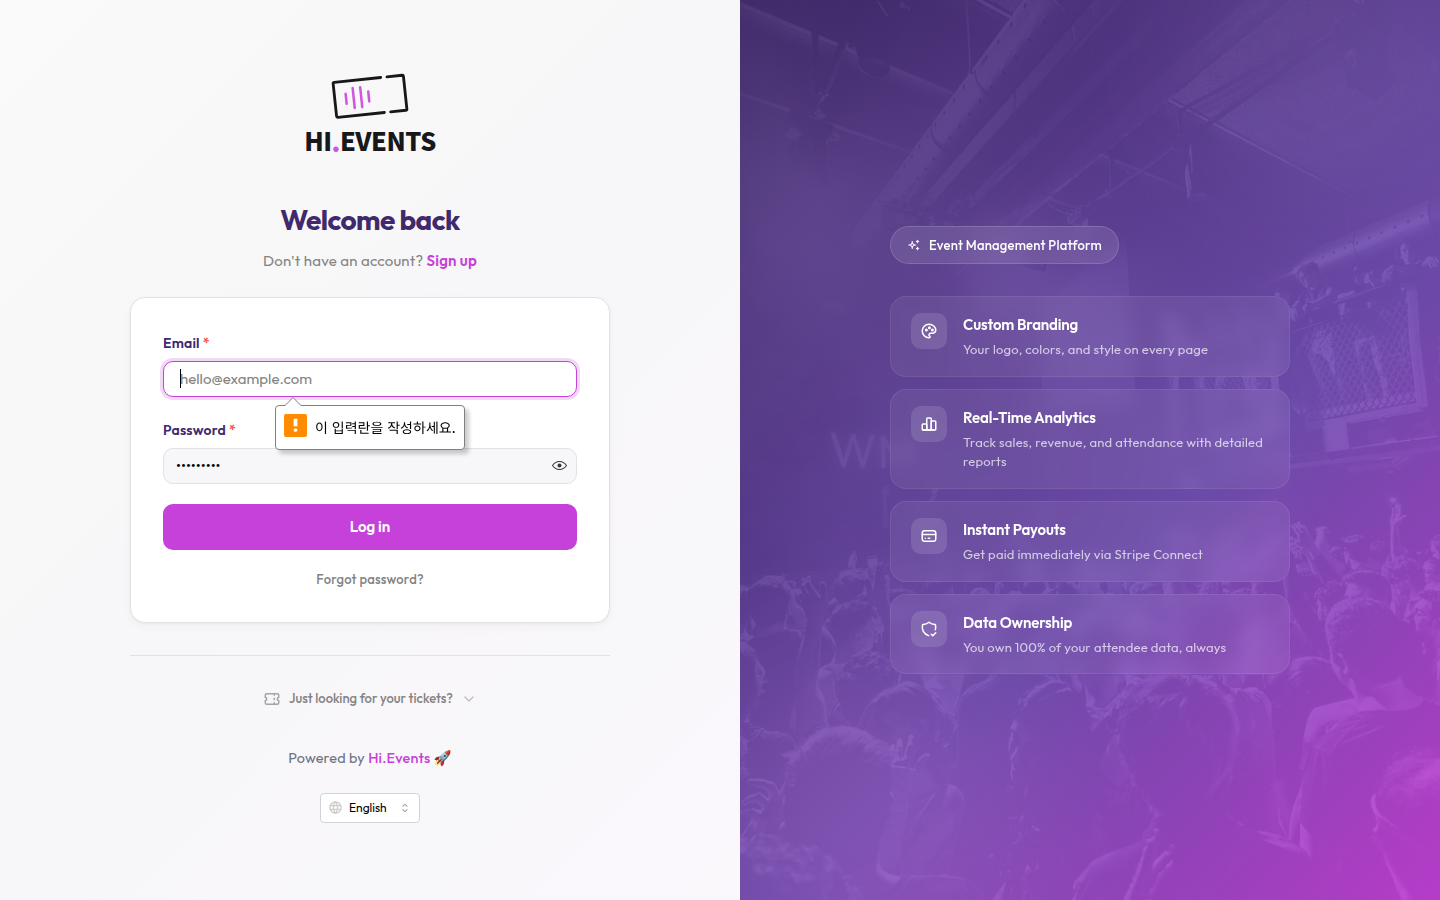 HI.EVENTS
Welcome back
Don't have an account? Sign up
Email *
hello@example.com
이 입력란을 작성하세요.
Password *
•••••••••
Log in
Forgot password?
Just looking for your tickets?
Powered by Hi.Events 🚀
English
Event Management Platform
Custom Branding
Your logo, colors, and style on every page
Real-Time Analytics
Track sales, revenue, and attendance with detailed
reports
Instant Payouts
Get paid immediately via Stripe Connect
Data Ownership
You own 100% of your attendee data, always